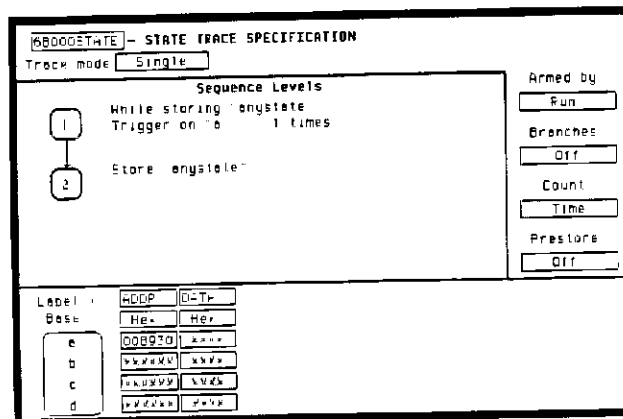 68000STATE - STATE TRACE SPECIFICATION
Trace mode Single
Sequence Levels
Armed by
Run
1
While storing "anystate"
Trigger on "a" 1 times
Branches
Off
2
Store "anystate"
Count
Time
Prestore
Off
Label > ADDR DATA
Base Hex Hex
a 008930 ****
b ****** ****
c ****** ****
d ****** ****